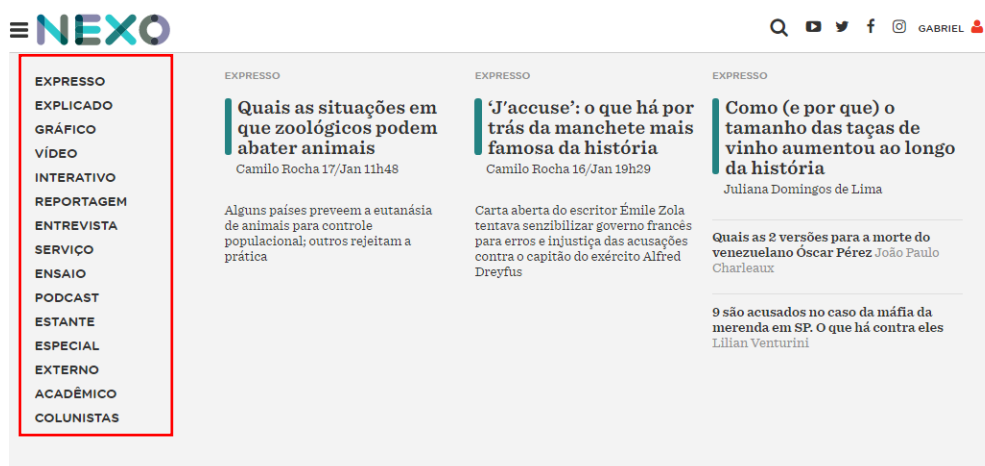 NEXO
GABRIEL
EXPRESSO
EXPLICADO
GRÁFICO
VÍDEO
INTERATIVO
REPORTAGEM
ENTREVISTA
SERVIÇO
ENSAIO
PODCAST
ESTANTE
ESPECIAL
EXTERNO
ACADÊMICO
COLUNISTAS
EXPRESSO
Quais as situações em
que zoológicos podem
abater animais
Camilo Rocha 17/Jan 11h48
Alguns países preveem a eutanásia
de animais para controle
populacional; outros rejeitam a
prática
EXPRESSO
‘J’accuse’: o que há por
trás da manchete mais
famosa da história
Camilo Rocha 16/Jan 19h29
Carta aberta do escritor Émile Zola
tentava senzibilizar governo francês
para erros e injustiça das acusações
contra o capitão do exército Alfred
Dreyfus
EXPRESSO
Como (e por que) o
tamanho das taças de
vinho aumentou ao longo
da história
Juliana Domingos de Lima
Quais as 2 versões para a morte do
venezuelano Óscar Pérez João Paulo
Charleaux
9 são acusados no caso da máfia da
merenda em SP. O que há contra eles
Lilian Venturini